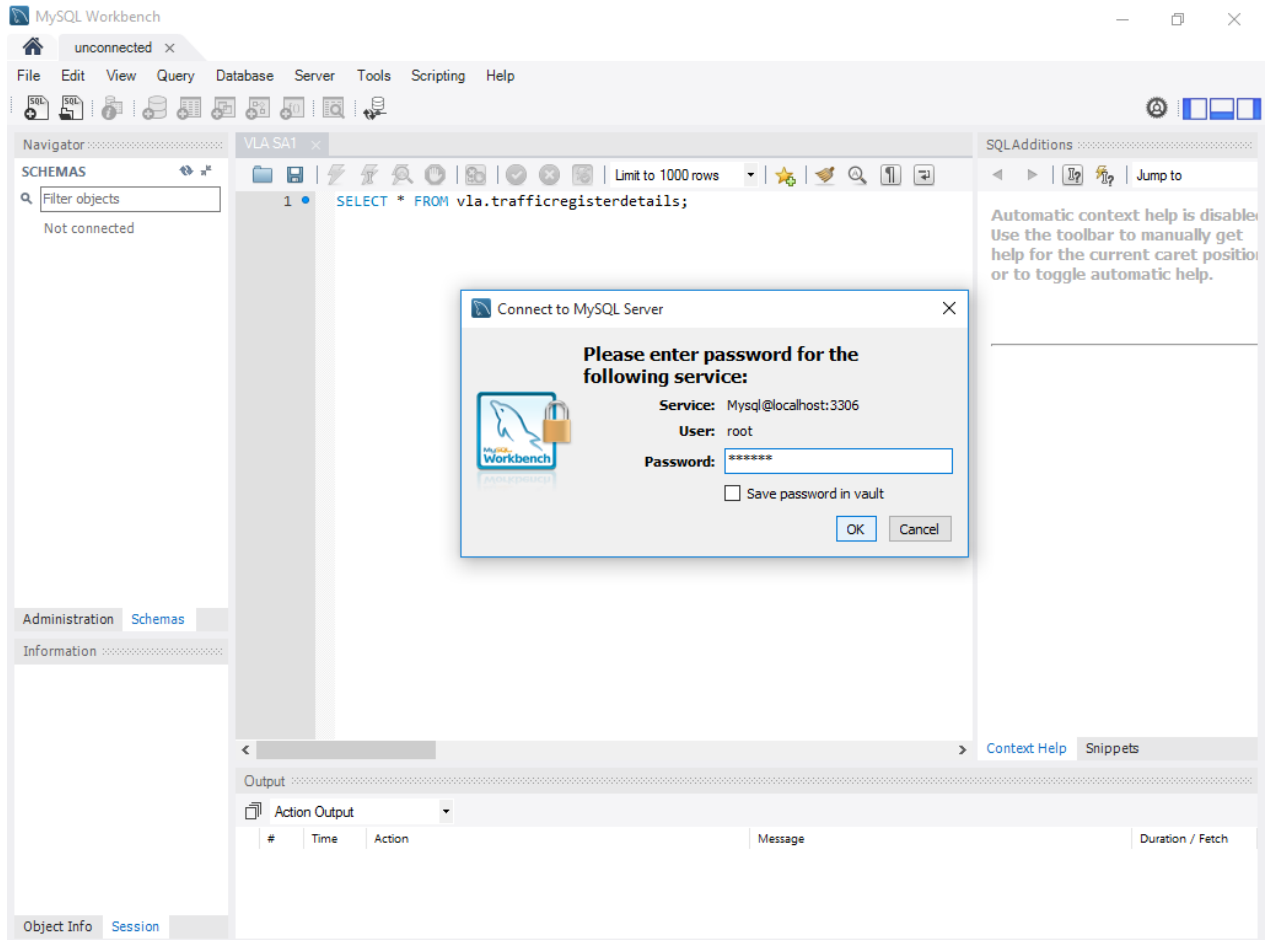 MySQL Workbench
unconnected
File Edit View Query Database Server Tools Scripting Help
Navigator
SCHEMAS
Filter objects
Not connected
VLA SA1
Limit to 1000 rows
1 SELECT * FROM vla.trafficregisterdetails;
SQLAdditions
Jump to
Automatic context help is disable
Use the toolbar to manually get
help for the current caret position
or to toggle automatic help.
Connect to MySQL Server
Please enter password for the
following service:
Service: Mysql@localhost:3306
User: root
Password: ******
Save password in vault
OK Cancel
MySQL
Workbench
Administration Schemas
Information
Context Help Snippets
Output
Action Output
# Time Action Message Duration / Fetch
Object Info Session